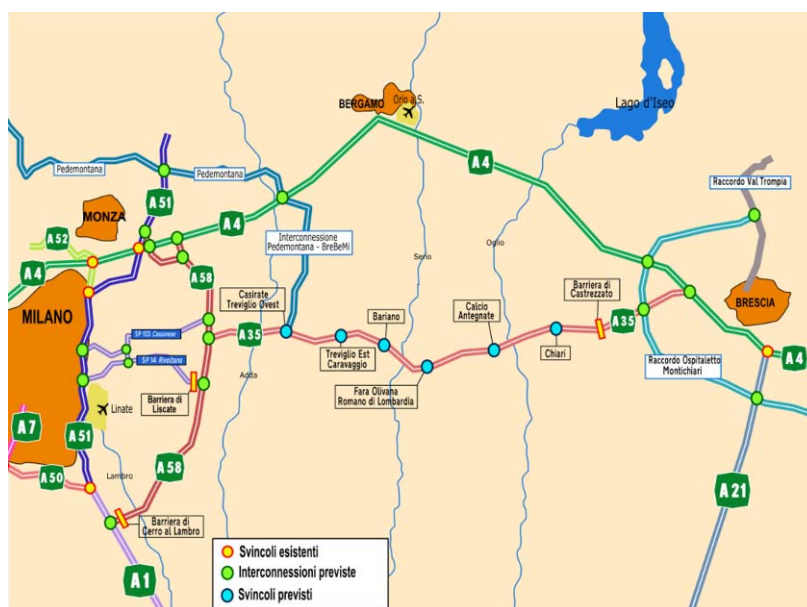 BERGAMO
Orio a.S.
Lago d'Iseo
Pedemontana
Pedemontana
A 4
Raccordo Val Trompia
A51
MONZA
A52
A4
Interconnessione
Pedemontana - BreBeMi
Serio
Oglio
A4
A58
Casirate
Treviglio Ovest
Barriera di
Castrezzato
BRESCIA
MILANO
Bariano
Calcio
Antegnate
SP 103 Cassanese
A35
A35
A4
SP 14 Rivoltana
Treviglio Est
Caravaggio
Chiari
Adda
Raccordo Ospitaletto
Montichiari
Fara Olivana
Romano di Lombardia
Barriera di
Liscate
Linate
A7
A51
A58
A50
Lambro
A 21
Barriera di
Cerro al Lambro
A1
Svincoli esistenti
Interconnessioni previste
Svincoli previsti